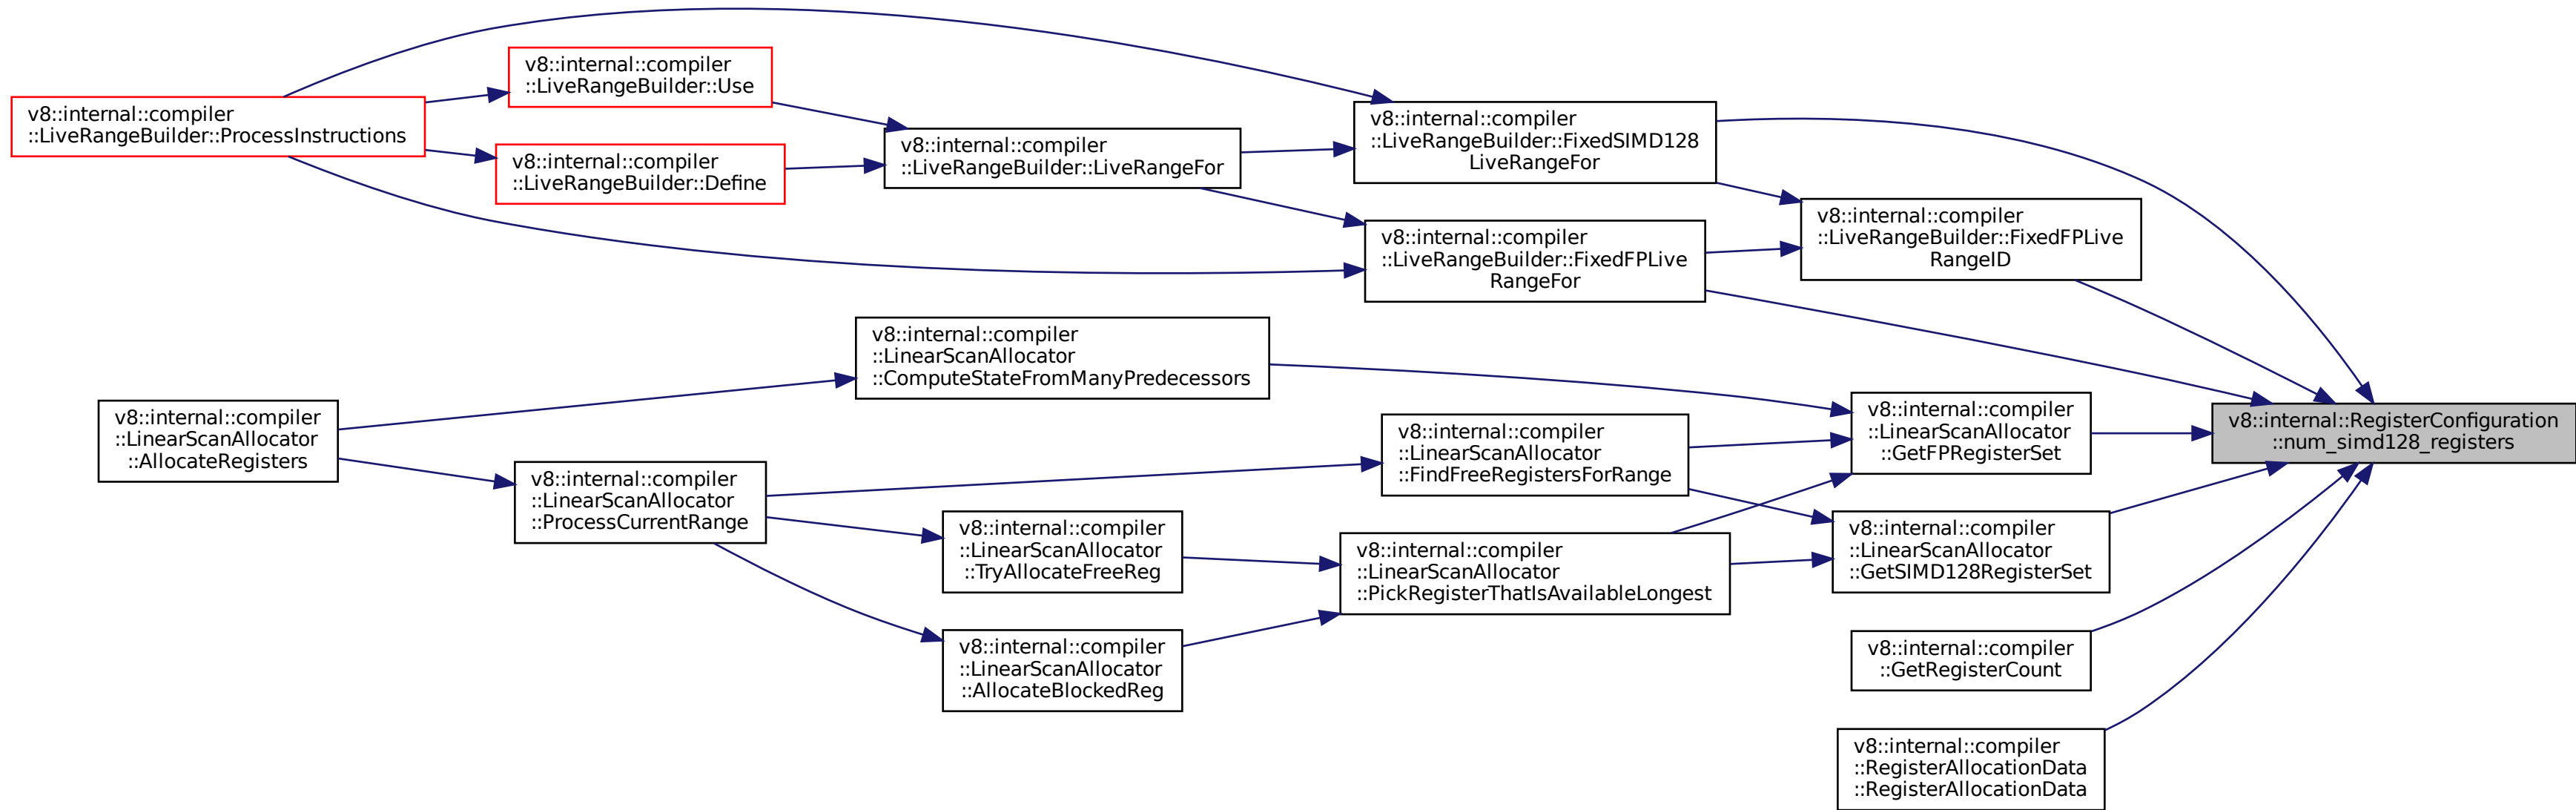 v8::internal::compiler
::LiveRangeBuilder::ProcessInstructions
v8::internal::compiler
::LiveRangeBuilder::Use
v8::internal::compiler
::LiveRangeBuilder::Define
v8::internal::compiler
::LiveRangeBuilder::LiveRangeFor
v8::internal::compiler
::LiveRangeBuilder::FixedSIMD128
LiveRangeFor
v8::internal::compiler
::LiveRangeBuilder::FixedFPLive
RangeFor
v8::internal::compiler
::LiveRangeBuilder::FixedFPLive
RangeID
v8::internal::compiler
::LinearScanAllocator
::AllocateRegisters
v8::internal::compiler
::LinearScanAllocator
::ComputeStateFromManyPredecessors
v8::internal::compiler
::LinearScanAllocator
::ProcessCurrentRange
v8::internal::compiler
::LinearScanAllocator
::FindFreeRegistersForRange
v8::internal::compiler
::LinearScanAllocator
::TryAllocateFreeReg
v8::internal::compiler
::LinearScanAllocator
::AllocateBlockedReg
v8::internal::compiler
::LinearScanAllocator
::PickRegisterThatIsAvailableLongest
v8::internal::compiler
::LinearScanAllocator
::GetFPRegisterSet
v8::internal::compiler
::LinearScanAllocator
::GetSIMD128RegisterSet
v8::internal::compiler
::GetRegisterCount
v8::internal::compiler
::RegisterAllocationData
::RegisterAllocationData
v8::internal::RegisterConfiguration
::num_simd128_registers